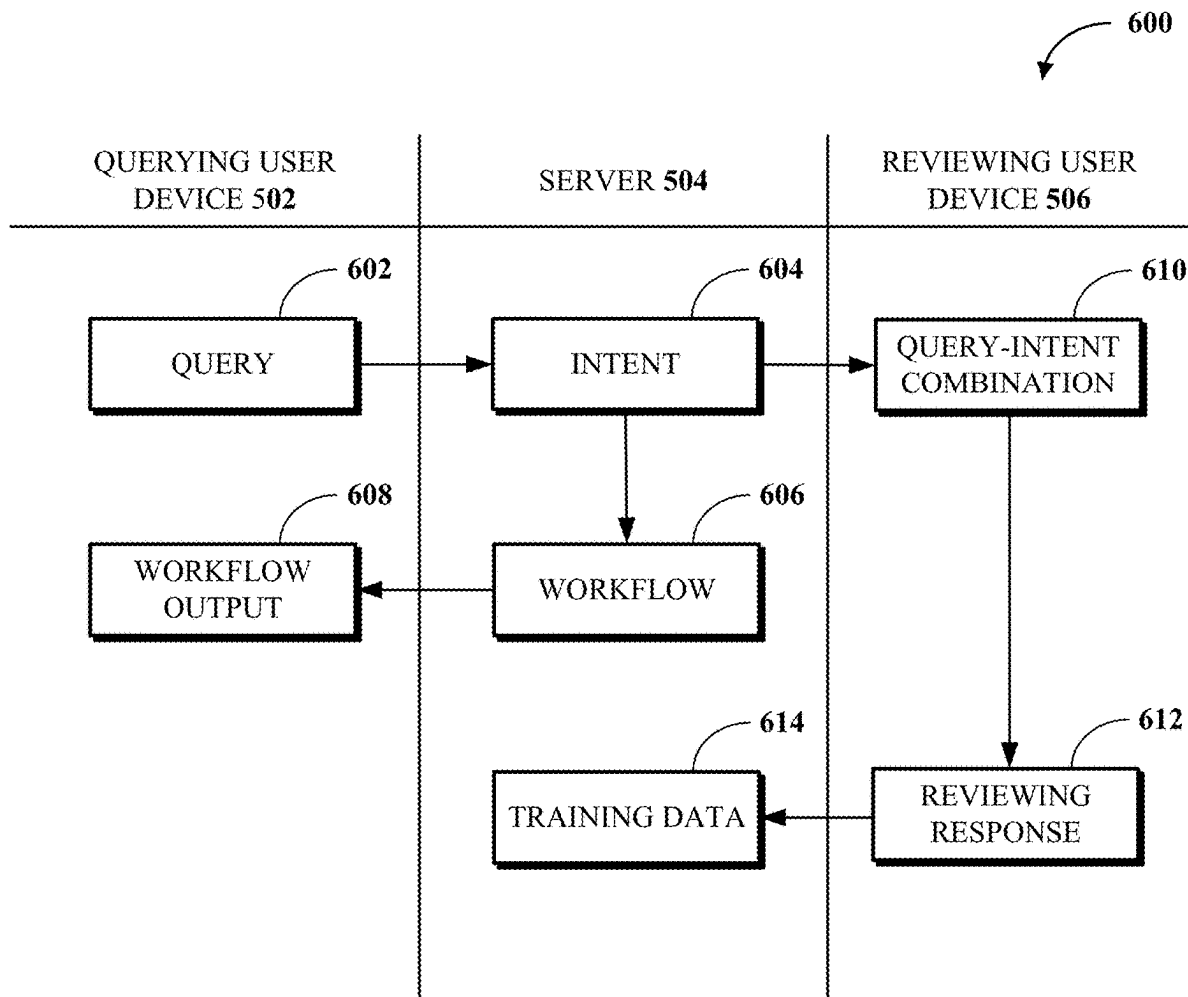 600
QUERYING USER
DEVICE 502
SERVER 504
REVIEWING USER
DEVICE 506
602
604
610
QUERY
INTENT
QUERY-INTENT
COMBINATION
608
606
WORKFLOW
OUTPUT
WORKFLOW
614
612
TRAINING DATA
REVIEWING
RESPONSE